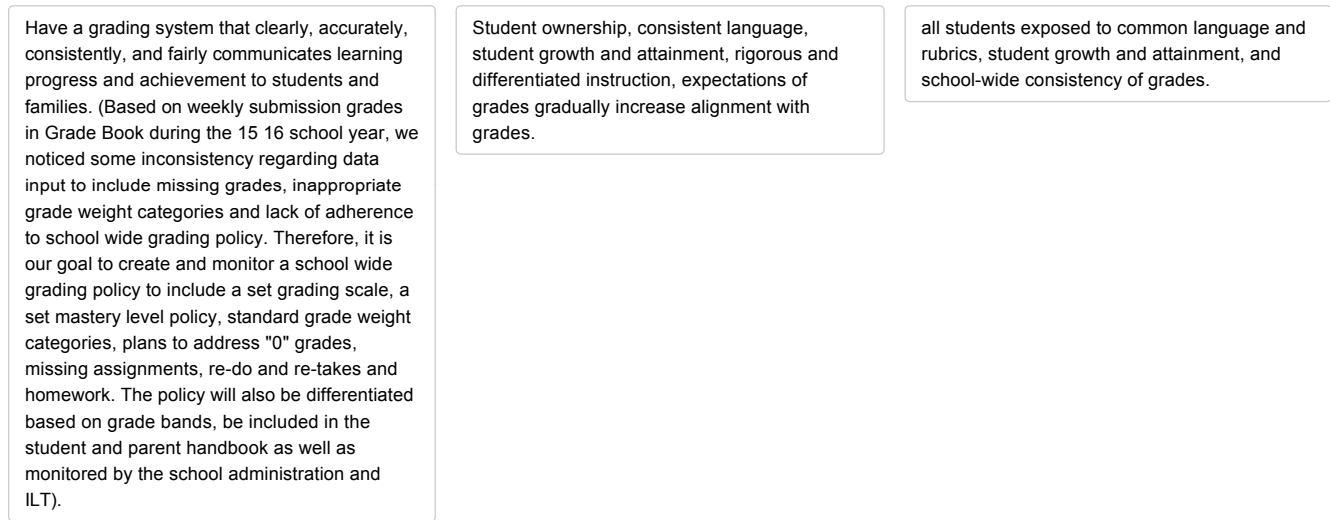 Have a grading system that clearly, accurately,
consistently, and fairly communicates learning
progress and achievement to students and
families. (Based on weekly submission grades
in Grade Book during the 15 16 school year, we
noticed some inconsistency regarding data
input to include missing grades, inappropriate
grade weight categories and lack of adherence
to school wide grading policy. Therefore, it is
our goal to create and monitor a school wide
grading policy to include a set grading scale, a
set mastery level policy, standard grade weight
categories, plans to address "0" grades,
missing assignments, re-do and re-takes and
homework. The policy will also be differentiated
based on grade bands, be included in the
student and parent handbook as well as
monitored by the school administration and
ILT).
Student ownership, consistent language,
student growth and attainment, rigorous and
differentiated instruction, expectations of
grades gradually increase alignment with
grades.
all students exposed to common language and
rubrics, student growth and attainment, and
school-wide consistency of grades.